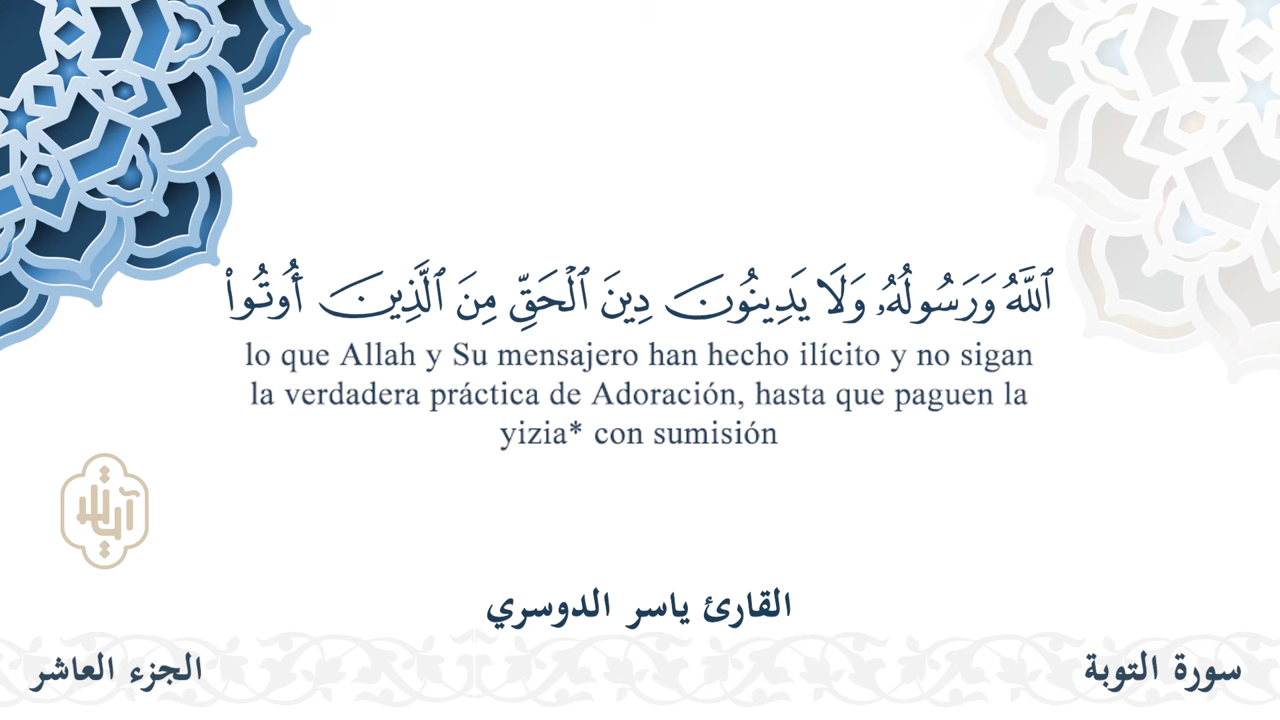 ٱللَّهُ وَرَسُولُهُۥ وَلَا يَدِينُونَ دِينَ ٱلْحَقِّ مِنَ ٱلَّذِينَ أُوتُوا۟
lo que Allah y Su mensajero han hecho ilícito y no sigan
la verdadera práctica de Adoración, hasta que paguen la
yizia* con sumisión
القارئ ياسر الدوسري
سورة التوبة
الجزء العاشر